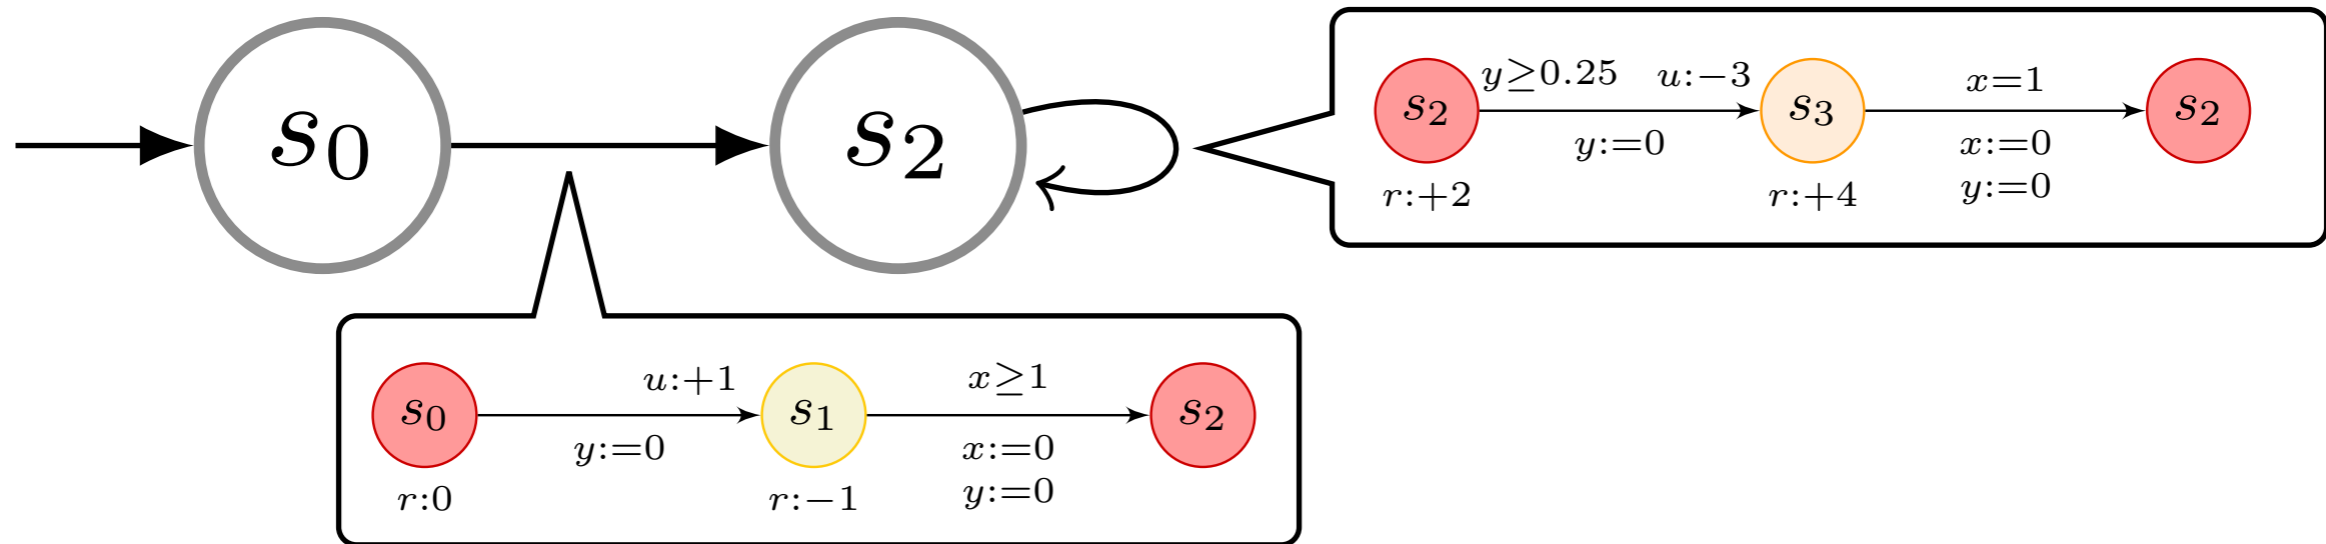 s₀
s₂
s₂ y≥0.25 u:−3 s₃ x=1 s₂
y:=0 x:=0
r:+2 r:+4 y:=0
s₀ u:+1 s₁ x≥1 s₂
y:=0 x:=0
r:0 r:−1 y:=0